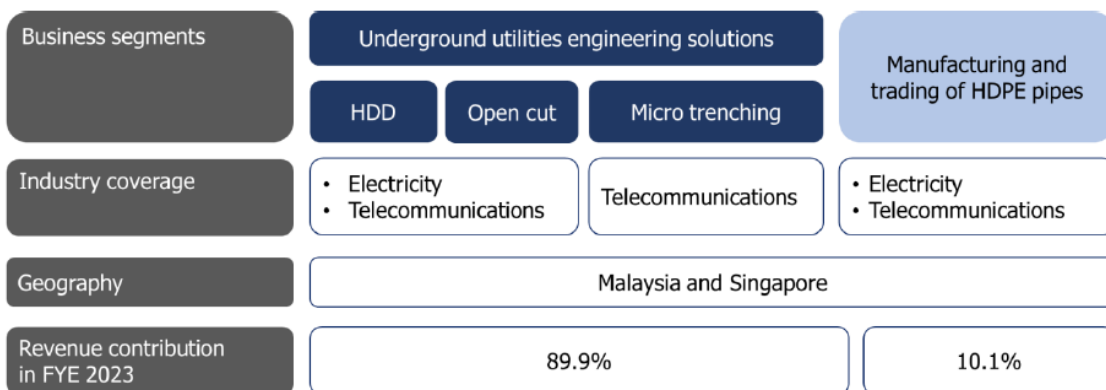 Business segments
Underground utilities engineering solutions
Manufacturing and
trading of HDPE pipes
HDD
Open cut
Micro trenching
Industry coverage
• Electricity
• Telecommunications
Telecommunications
• Electricity
• Telecommunications
Geography
Malaysia and Singapore
Revenue contribution
in FYE 2023
89.9%
10.1%